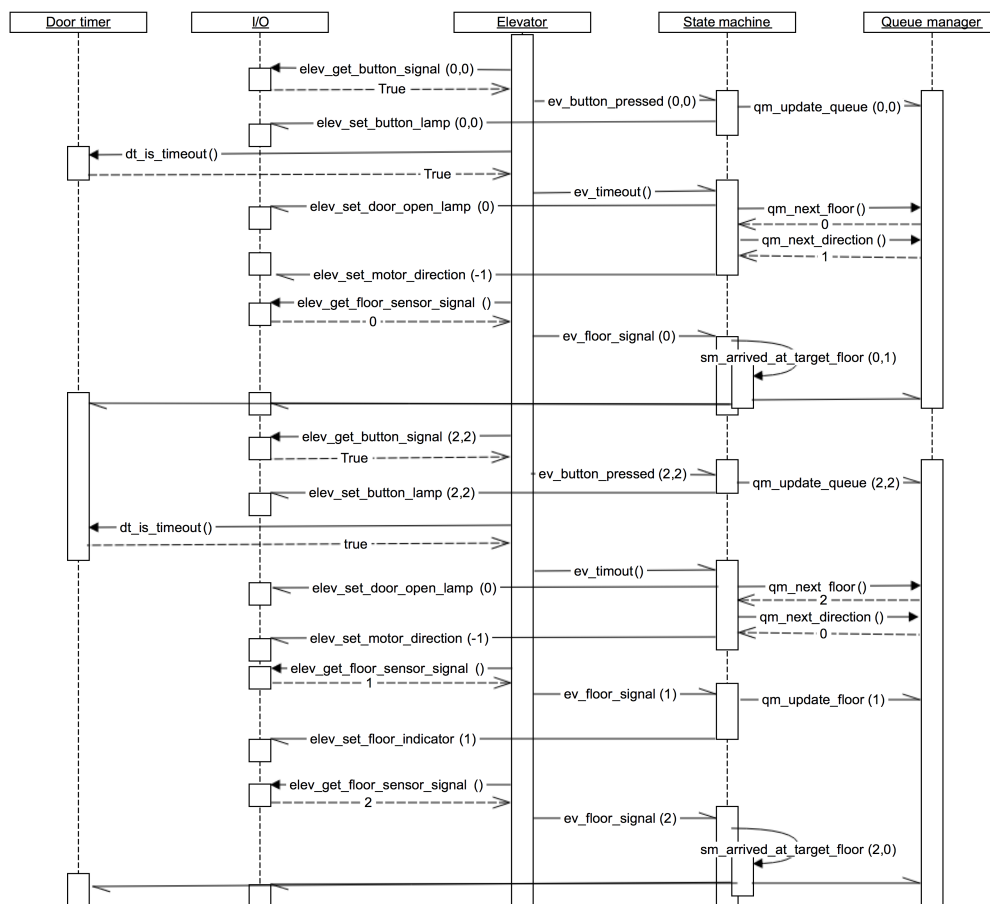 Door timer
I/O
Elevator
State machine
Queue manager
elev_get_button_signal (0,0)
True
ev_button_pressed (0,0)
qm_update_queue (0,0)
elev_set_button_lamp (0,0)
dt_is_timeout()
True
ev_timeout()
elev_set_door_open_lamp (0)
qm_next_floor()
0
qm_next_direction ()
1
elev_set_motor_direction (-1)
elev_get_floor_sensor_signal ()
0
ev_floor_signal (0)
sm_arrived_at_target_floor (0,1)
elev_get_button_signal (2,2)
True
ev_button_pressed (2,2)
qm_update_queue (2,2)
elev_set_button_lamp (2,2)
dt_is_timeout()
true
ev_timout()
elev_set_door_open_lamp (0)
qm_next_floor()
2
qm_next_direction ()
0
elev_set_motor_direction (-1)
elev_get_floor_sensor_signal ()
1
ev_floor_signal (1)
qm_update_floor (1)
elev_set_floor_indicator (1)
elev_get_floor_sensor_signal ()
2
ev_floor_signal (2)
sm_arrived_at_target_floor (2,0)